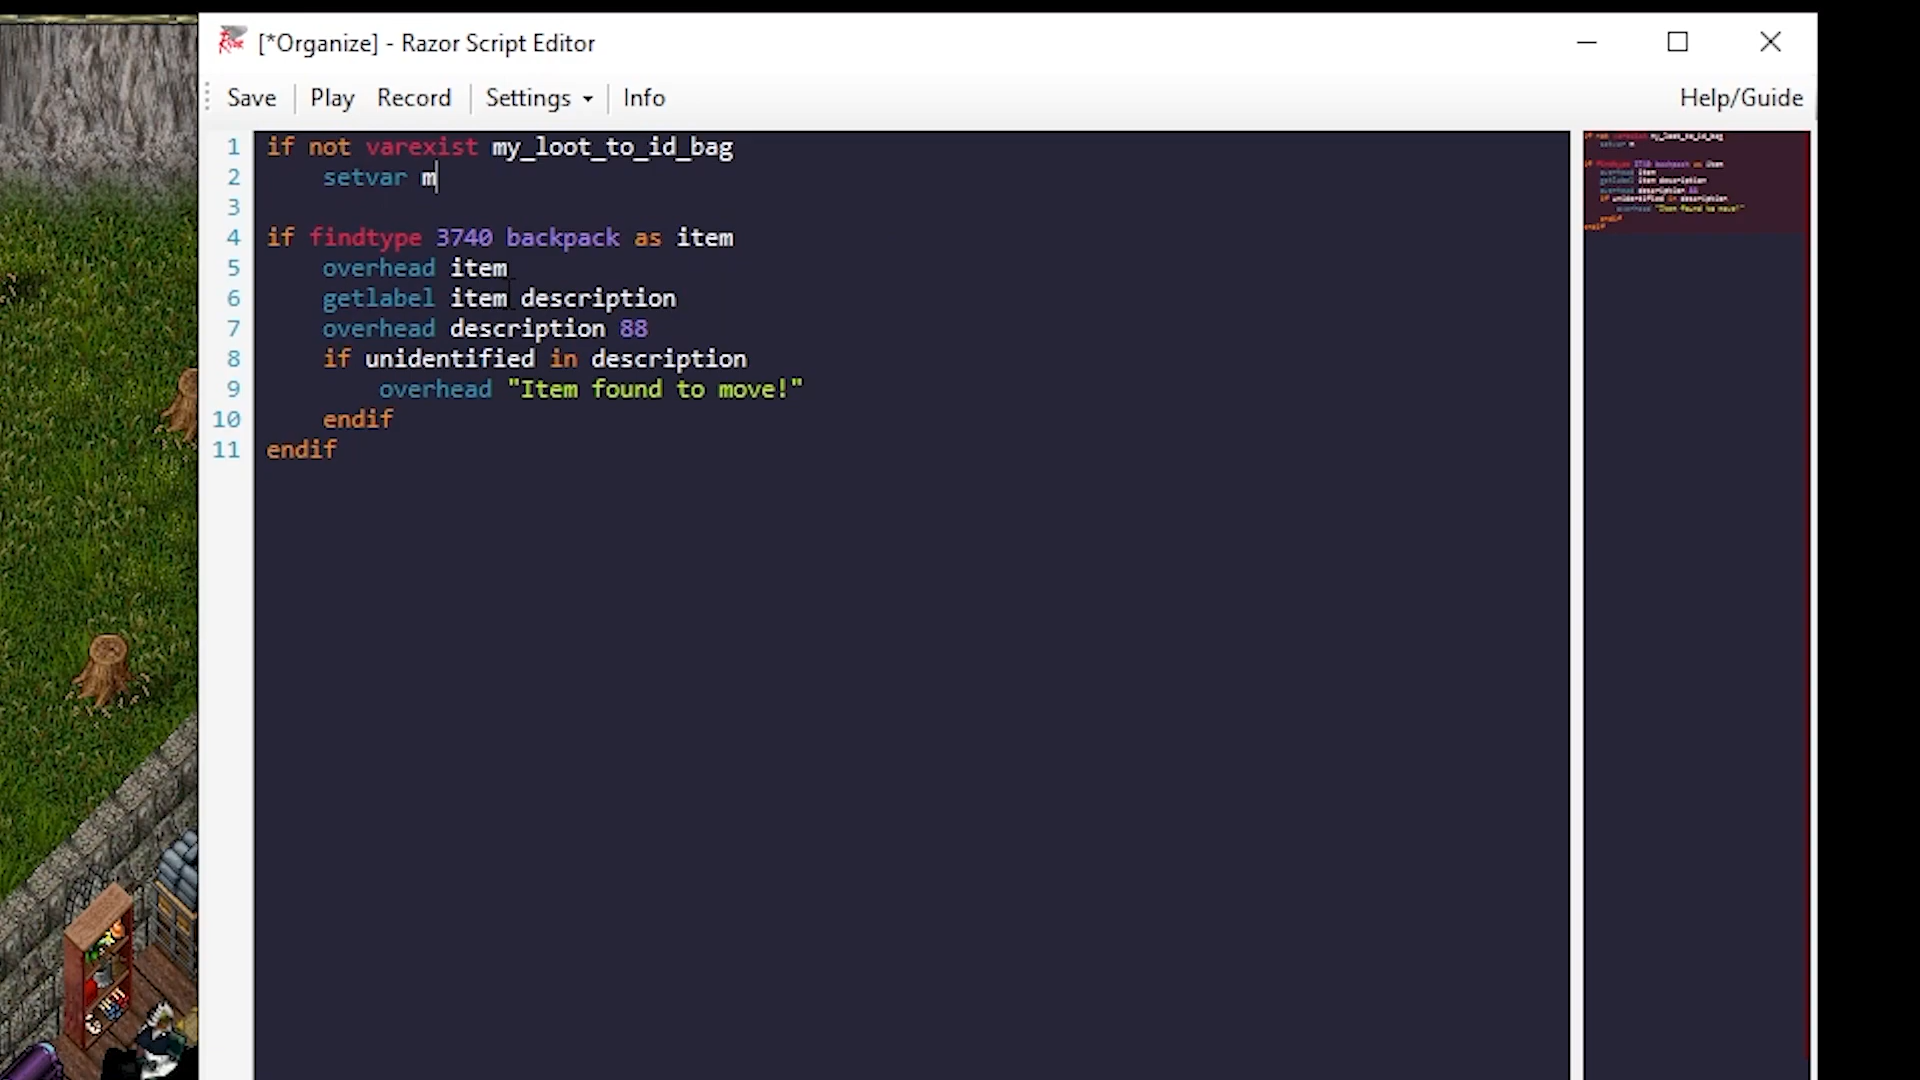 [*Organize] - Razor Script Editor
Save Play Record Settings Info Help/Guide
1 if not varexist my_loot_to_id_bag
2 setvar m
3
4 if findtype 3740 backpack as item
5 overhead item
6 getlabel item description
7 overhead description 88
8 if unidentified in description
9 overhead "Item found to move!"
10 endif
11 endif